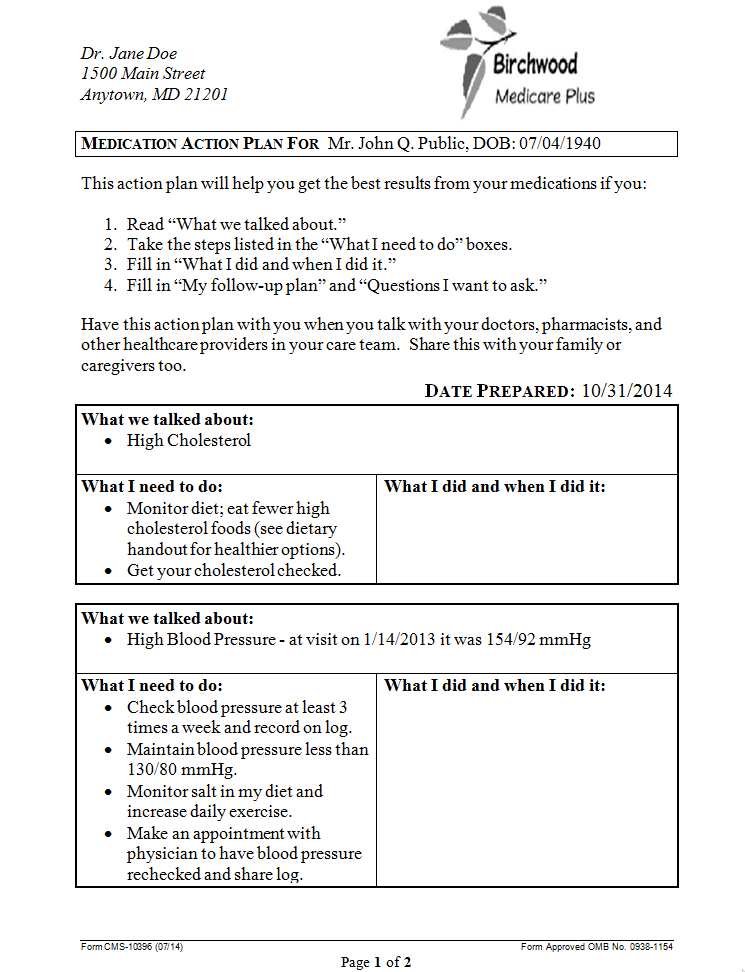 Dr. Jane Doe
1500 Main Street
Anytown, MD 21201
Birchwood
Medicare Plus
MEDICATION ACTION PLAN FOR Mr. John Q. Public, DOB: 07/04/1940
This action plan will help you get the best results from your medications if you:
1. Read “What we talked about.”
2. Take the steps listed in the “What I need to do” boxes.
3. Fill in “What I did and when I did it.”
4. Fill in “My follow-up plan” and “Questions I want to ask.”
Have this action plan with you when you talk with your doctors, pharmacists, and
other healthcare providers in your care team. Share this with your family or
caregivers too.
DATE PREPARED: 10/31/2014
What we talked about:
• High Cholesterol
What I need to do:
• Monitor diet; eat fewer high
cholesterol foods (see dietary
handout for healthier options).
• Get your cholesterol checked.
What I did and when I did it:
What we talked about:
• High Blood Pressure - at visit on 1/14/2013 it was 154/92 mmHg
What I need to do:
• Check blood pressure at least 3
times a week and record on log.
• Maintain blood pressure less than
130/80 mmHg.
• Monitor salt in my diet and
increase daily exercise.
• Make an appointment with
physician to have blood pressure
rechecked and share log.
What I did and when I did it:
Form CMS-10396 (07/14)
Form Approved OMB No. 0938-1154
Page 1 of 2